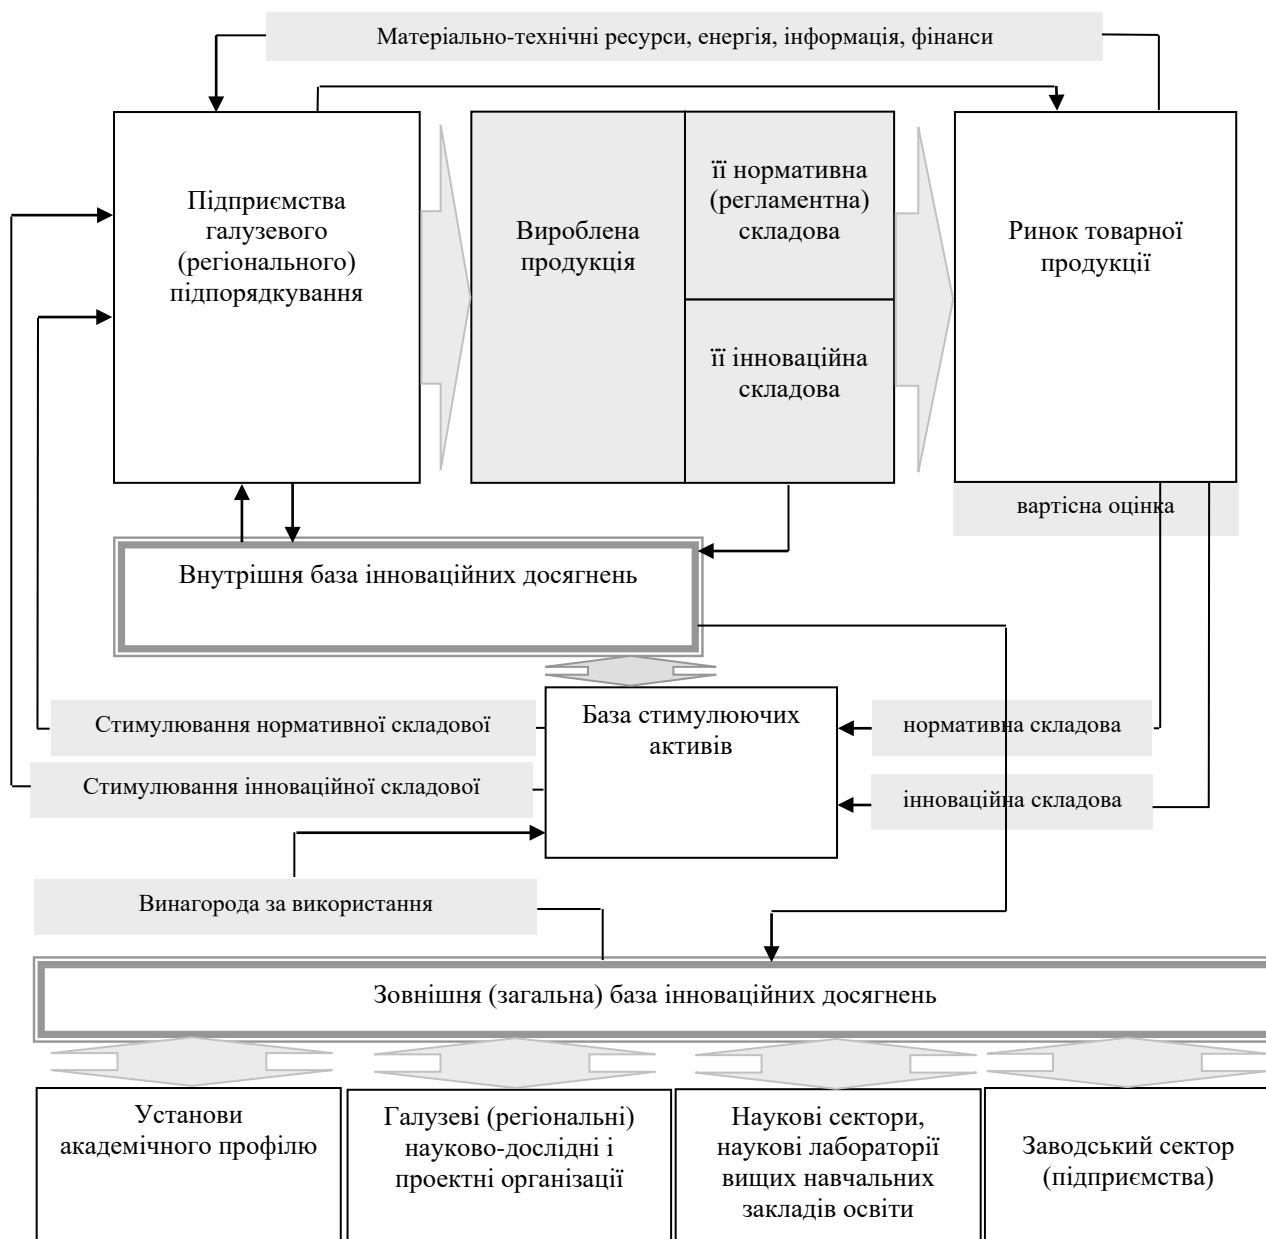 Матеріально-технічні ресурси, енергія, інформація, фінанси
Підприємства
галузевого
(регіонального)
підпорядкування
Вироблена
продукція
її нормативна
(регламентна)
складова
її інноваційна
складова
Ринок товарної
продукції
вартісна оцінка
Внутрішня база інноваційних досягнень
Стимулювання нормативної складової
Стимулювання інноваційної складової
База стимулюючих
активів
нормативна складова
інноваційна складова
Винагорода за використання
Зовнішня (загальна) база інноваційних досягнень
Установи
академічного профілю
Галузеві (регіональні)
науково-дослідні і
проектні організації
Наукові сектори,
наукові лабораторії
вищих навчальних
закладів освіти
Заводський сектор
(підприємства)